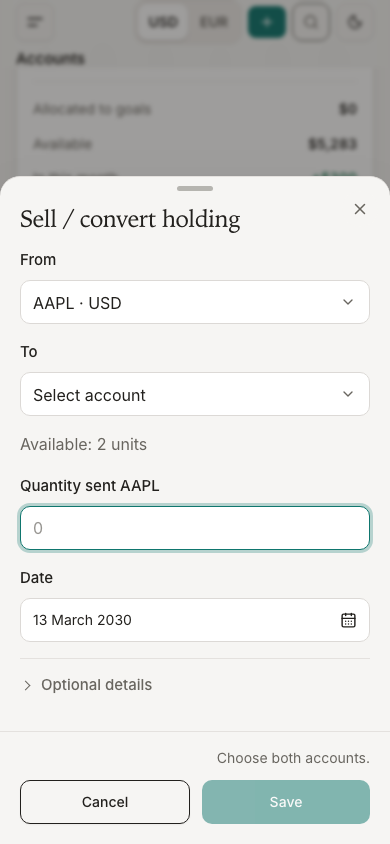 USD EUR
Accounts
Allocated to goals $0
Available $5,283
Sell / convert holding
From
AAPL · USD
To
Select account
Available: 2 units
Quantity sent AAPL
0
Date
13 March 2030
Optional details
Choose both accounts.
Cancel Save